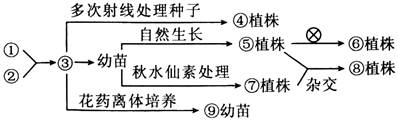 多次射线处理种子 ④植株
自然生长 ⑤植株 ⊗ ⑥植株
① ② ③ 幼苗
秋水仙素处理 ⑦植株 杂交 ⑧植株
花药离体培养 ⑨幼苗